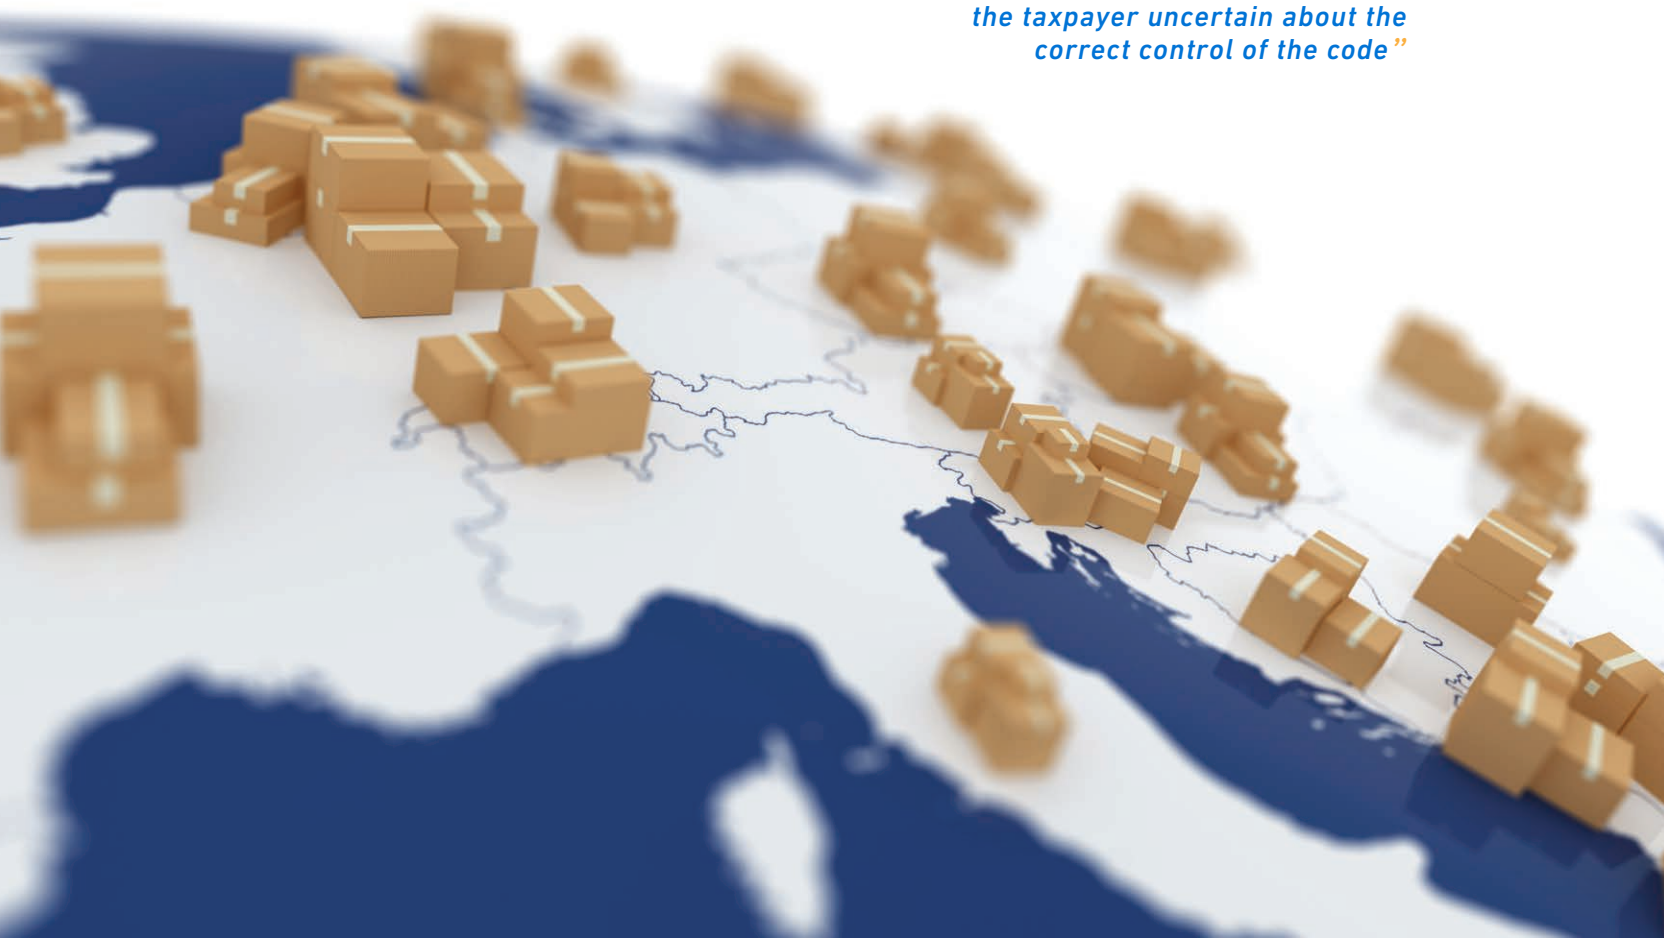 the taxpayer uncertain about the
correct control of the code”